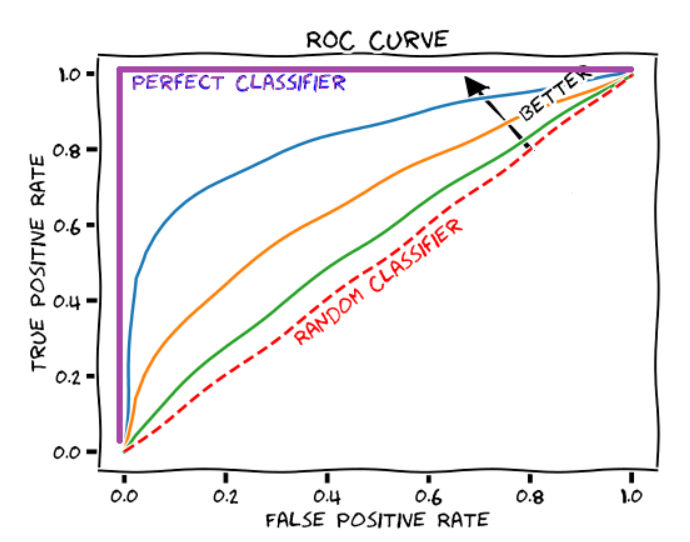 ROC CURVE
1.0
PERFECT CLASSIFIER
BETTER
0.8
0.6
RANDOM CLASSIFIER
0.4
0.2
0.0
TRUE POSITIVE RATE
0.0 0.2 0.4 0.6 0.8 1.0
FALSE POSITIVE RATE